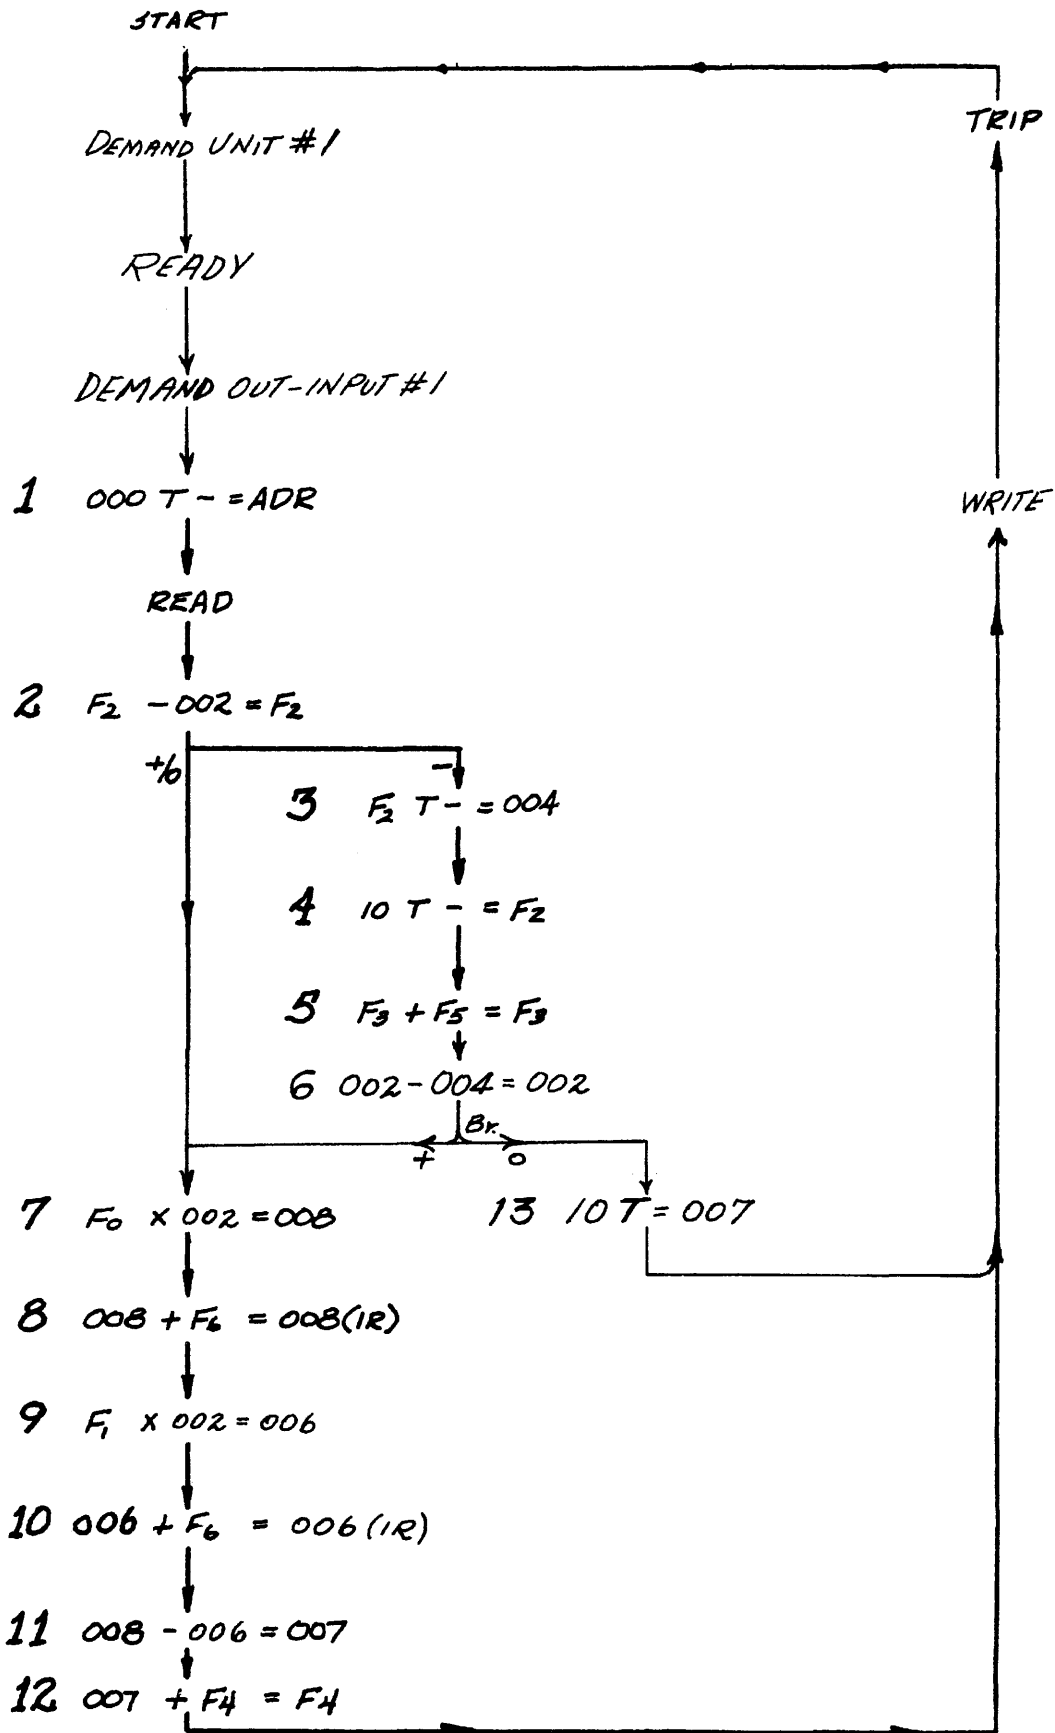 START
TRIP
DEMAND UNIT #1
READY
DEMAND OUT-INPUT #1
1 000 T - = ADR
WRITE
READ
2 F2 - 002 = F2
+/0
-
3 F2 T - = 004
4 10 T - = F2
5 F3 + F5 = F3
6 002 - 004 = 002
Br.
+ 0
7 F0 X 002 = 008
13 10 T = 007
8 008 + F6 = 008 (IR)
9 F1 X 002 = 006
10 006 + F6 = 006 (IR)
11 008 - 006 = 007
12 007 + F4 = F4